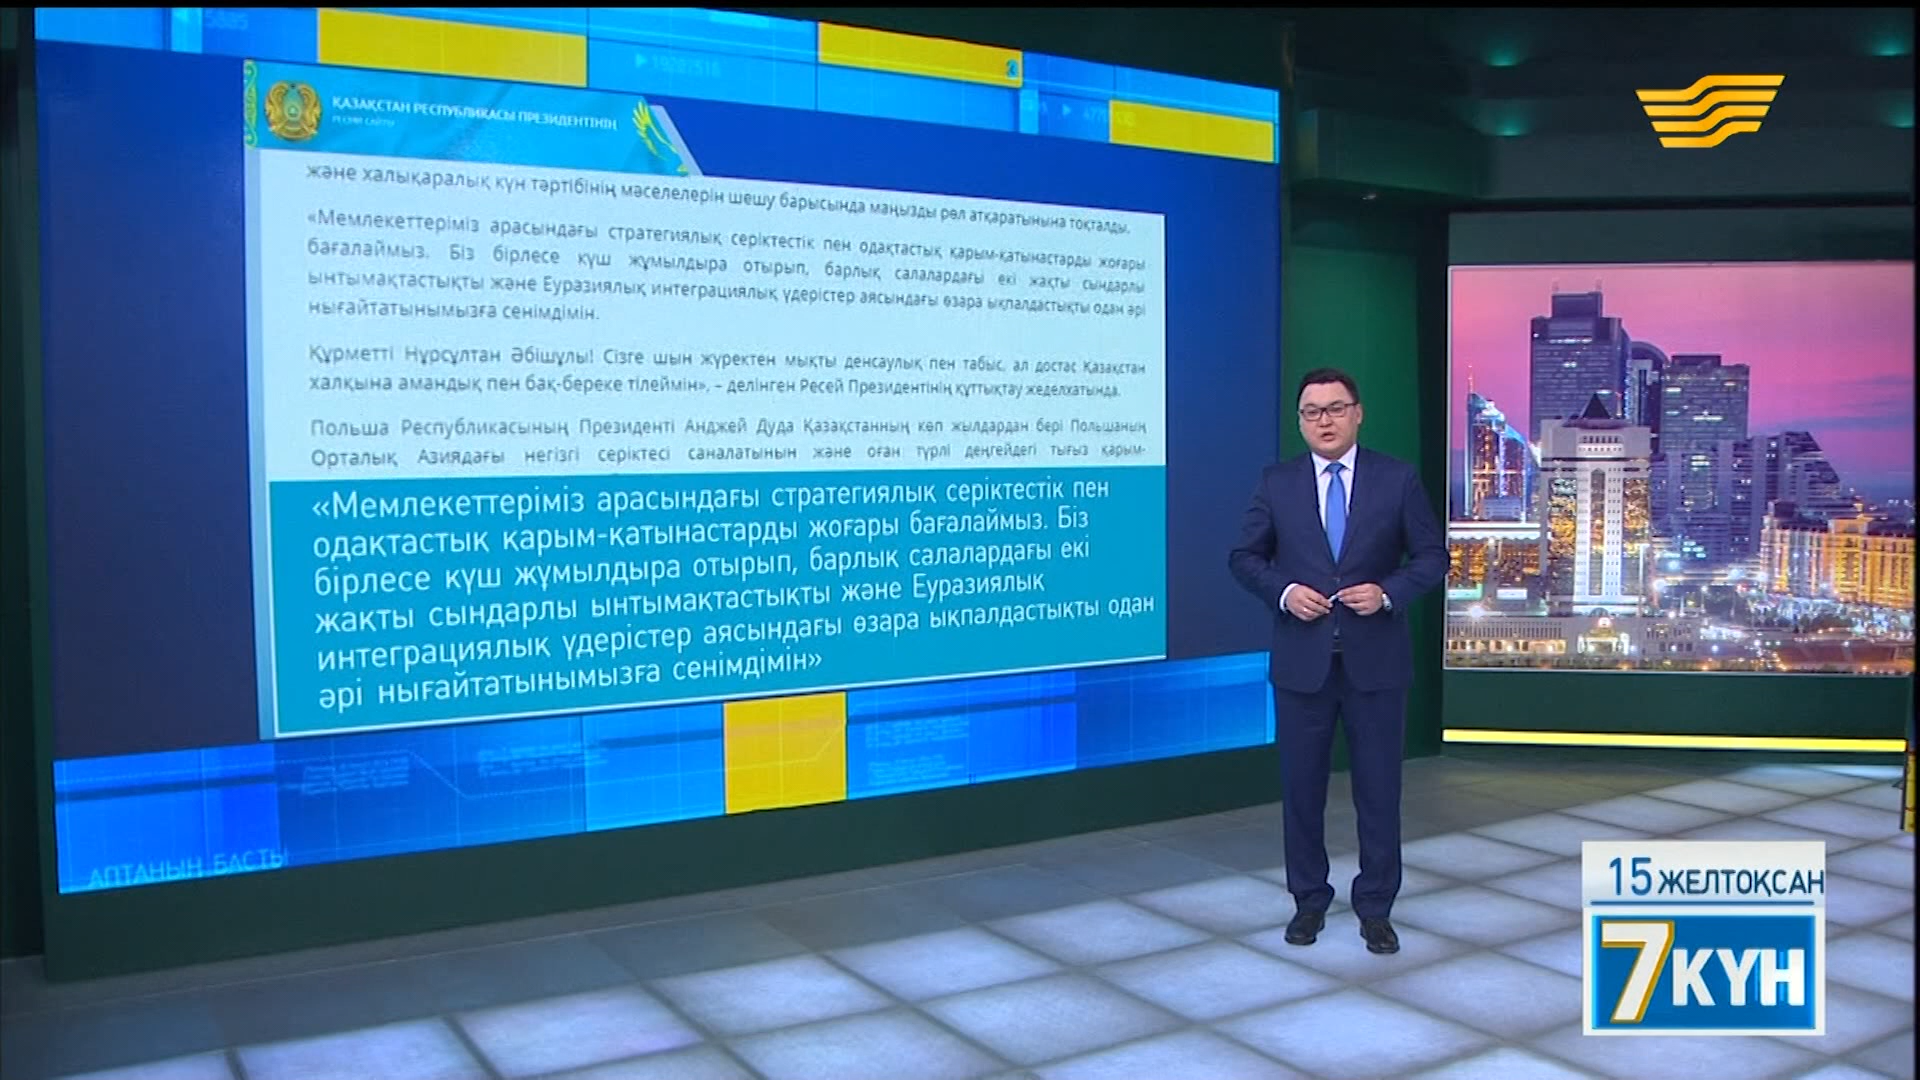 ҚАЗАҚСТАН РЕСПУБЛИКАСЫ ПРЕЗИДЕНТІНІҢ
РЕСМИ САЙТЫ
және халықаралық күн тәртібінің мәселелерін шешу барысында маңызды рөл атқаратынына тоқталды.
«Мемлекеттеріміз арасындағы стратегиялық серіктестік пен одақтастық қарым-қатынастарды жоғары
бағалаймыз. Біз бірлесе күш жұмылдыра отырып, барлық салалардағы екі жақты сындарлы
ынтымақтастықты және Еуразиялық интеграциялық үдерістер аясындағы өзара ықпалдастықты одан әрі
нығайтатынымызға сенімдімін.
Құрметті Нұрсұлтан Әбішұлы! Сізге шын жүректен мықты денсаулық пен табыс, ал достас Қазақстан
халқына амандық пен бақ-береке тілеймін», – делінген Ресей Президентінің құттықтау жеделхатында.
Польша Республикасының Президенті Анджей Дуда Қазақстанның көп жылдардан бері Польшаның
Орталық Азиядағы негізгі серіктесі саналатынын және оған түрлі деңгейдегі тығыз қарым-
«Мемлекеттеріміз арасындағы стратегиялық серіктестік пен
одақтастық қарым-қатынастарды жоғары бағалаймыз. Біз
бірлесе күш жұмылдыра отырып, барлық салалардағы екі
жақты сындарлы ынтымақтастықты және Еуразиялық
интеграциялық үдерістер аясындағы өзара ықпалдастықты одан
әрі нығайтатынымызға сенімдімін»
АПТАНЫҢ БАСТЫ
15 ЖЕЛТОҚСАН
7 КҮН